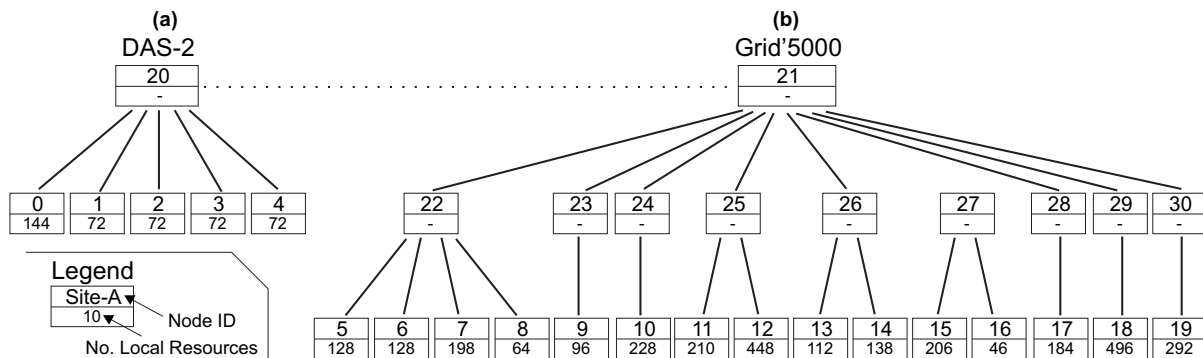 (a)
DAS-2
20
-
(b)
Grid'5000
21
-
0 1 2 3 4
144 72 72 72 72
22 23 24 25 26 27 28 29 30
- - - - - - - - -
Legend
Site-A
10
Node ID
No. Local Resources
5 6 7 8 9 10 11 12 13 14 15 16 17 18 19
128 128 198 64 96 228 210 448 112 138 206 46 184 496 292